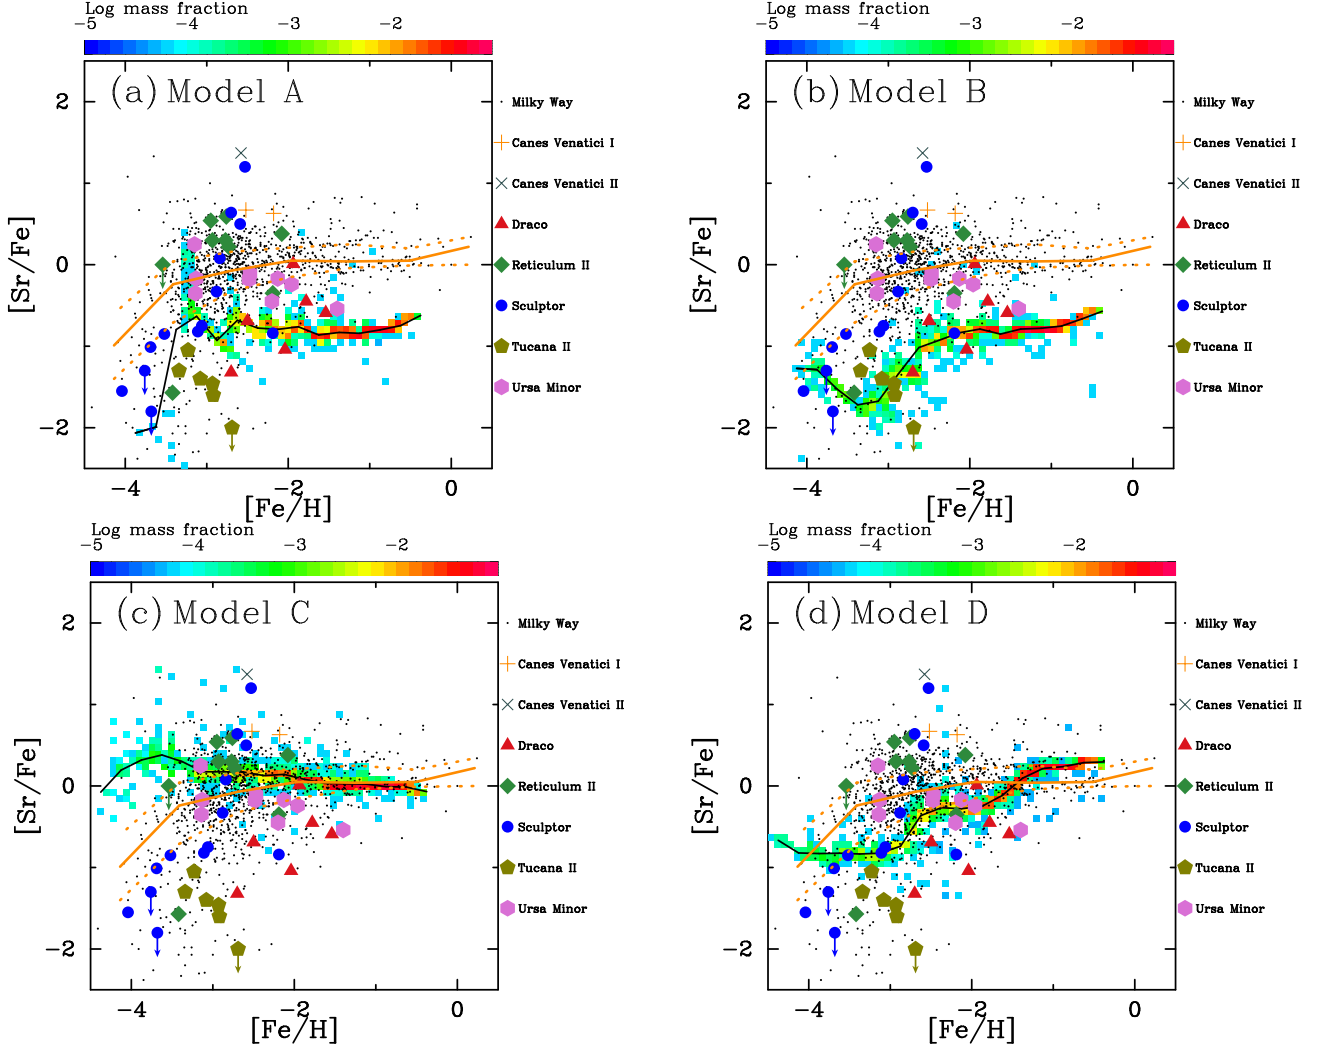 Log mass fraction
−5 −4 −3 −2
(a) Model A
[Sr/Fe]
2
0
−2
−4 −2 0
[Fe/H]
Milky Way
Canes Venatici I
Canes Venatici II
Draco
Reticulum II
Sculptor
Tucana II
Ursa Minor
Log mass fraction
−5 −4 −3 −2
(b) Model B
[Sr/Fe]
2
0
−2
−4 −2 0
[Fe/H]
Milky Way
Canes Venatici I
Canes Venatici II
Draco
Reticulum II
Sculptor
Tucana II
Ursa Minor
Log mass fraction
−5 −4 −3 −2
(c) Model C
[Sr/Fe]
2
0
−2
−4 −2 0
[Fe/H]
Milky Way
Canes Venatici I
Canes Venatici II
Draco
Reticulum II
Sculptor
Tucana II
Ursa Minor
Log mass fraction
−5 −4 −3 −2
(d) Model D
[Sr/Fe]
2
0
−2
−4 −2 0
[Fe/H]
Milky Way
Canes Venatici I
Canes Venatici II
Draco
Reticulum II
Sculptor
Tucana II
Ursa Minor